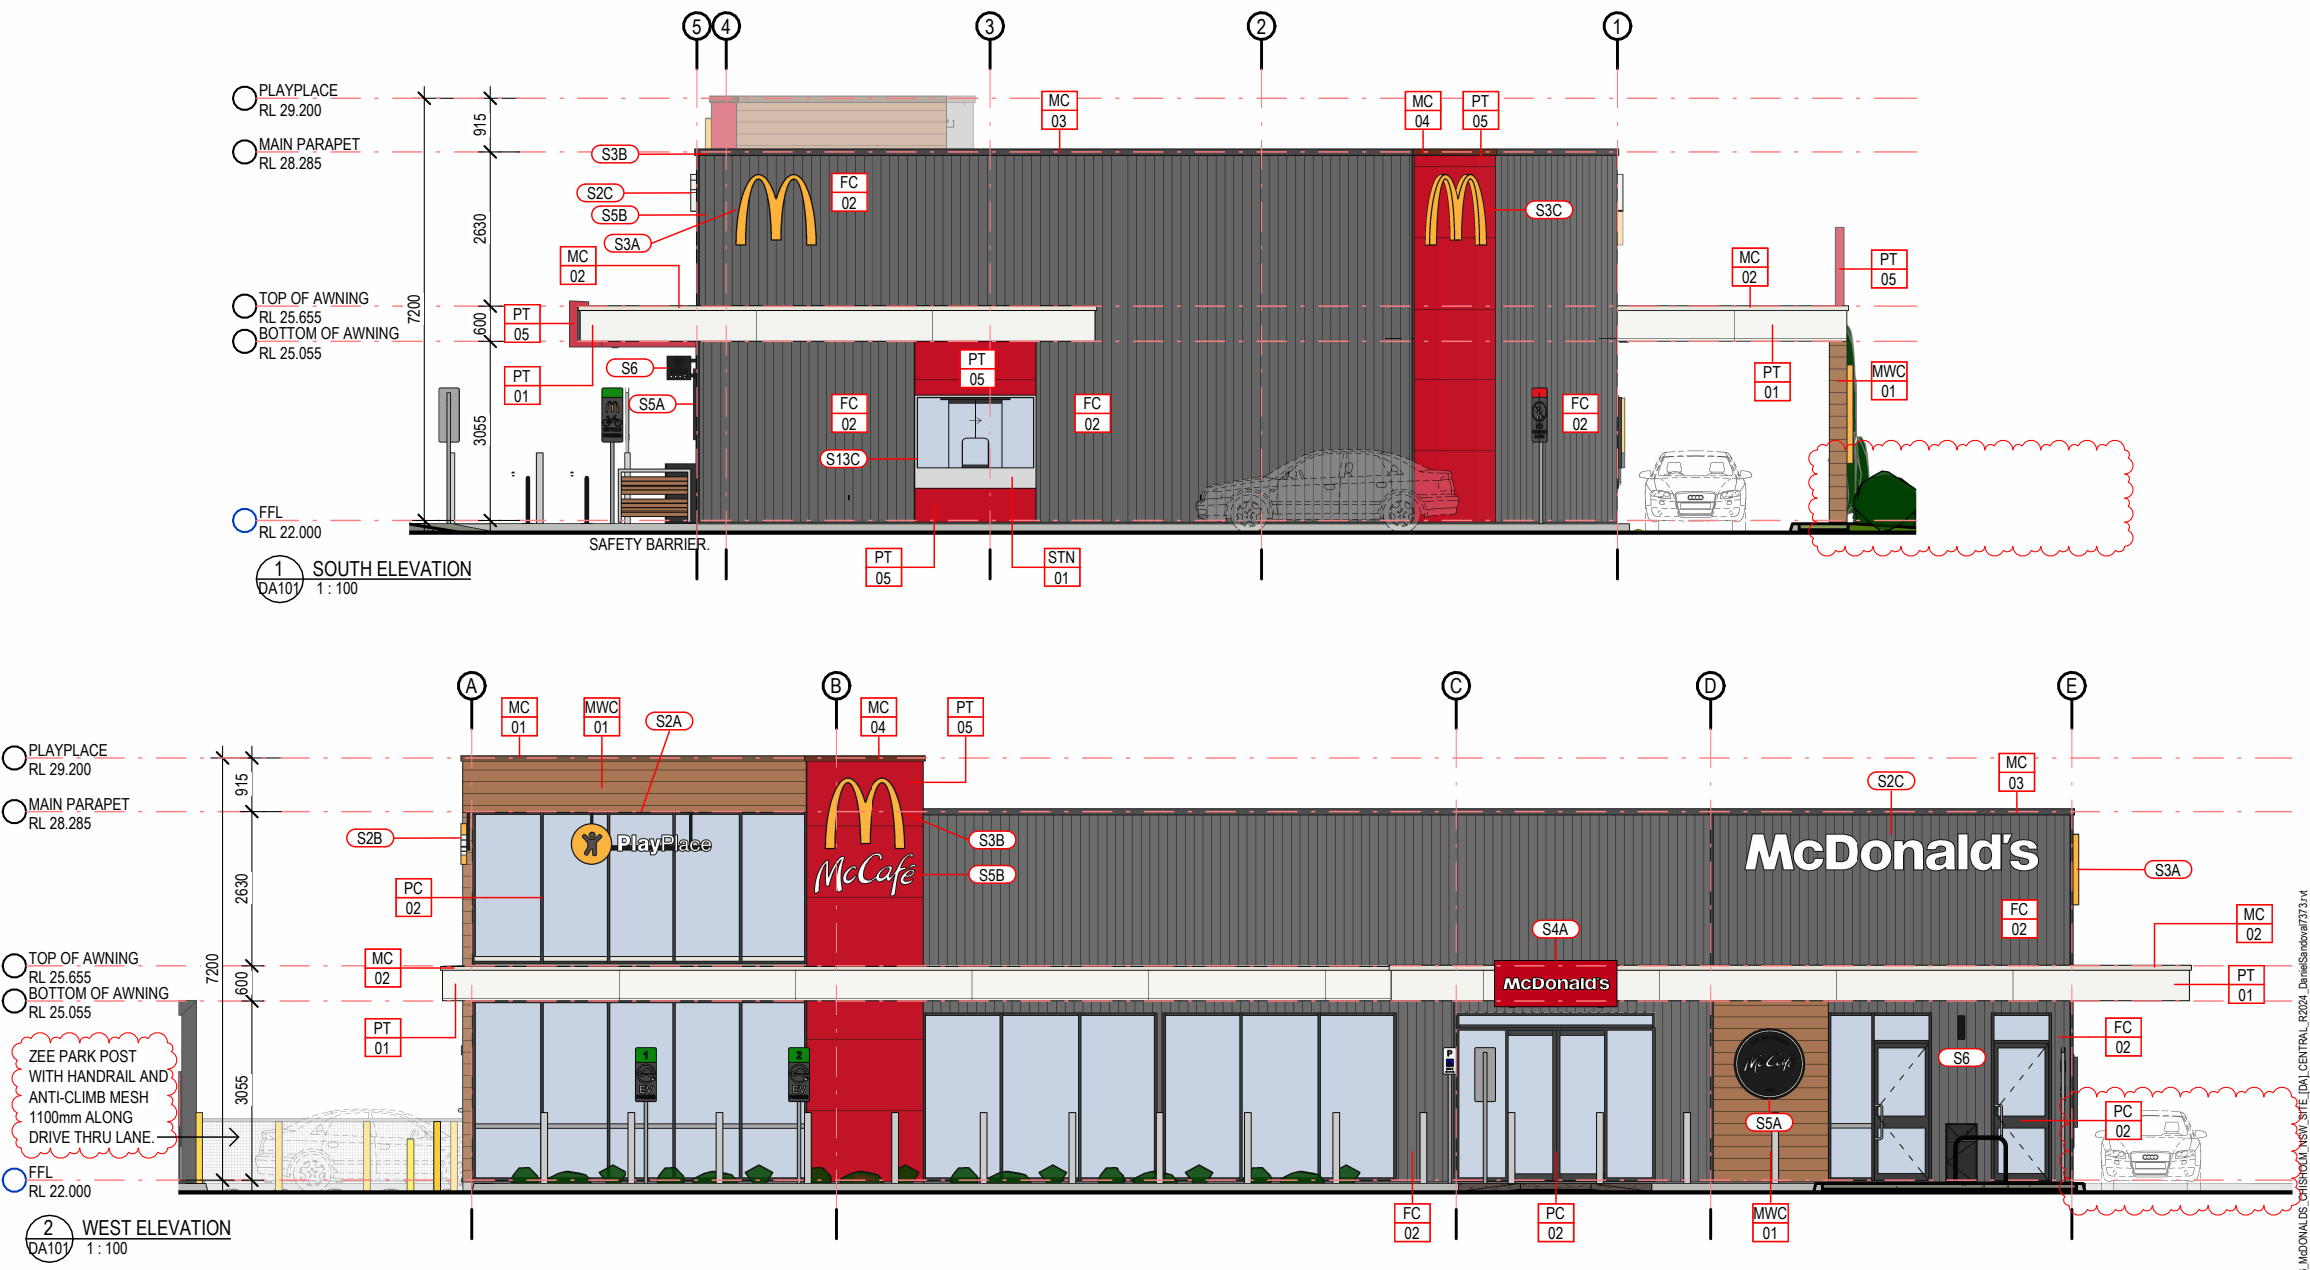 5
4
3
2
1
PLAYPLACE
RL 29.200
MAIN PARAPET
RL 28.285
TOP OF AWNING
RL 25.655
BOTTOM OF AWNING
RL 25.055
FFL
RL 22.000
915
2630
600
3055
7200
MC
03
MC
04
PT
05
S3B
S2C
S5B
S3A
FC
02
S3C
MC
02
MC
02
PT
05
PT
05
PT
01
S6
S5A
PT
05
FC
02
FC
02
FC
02
S13C
PT
01
MWC
01
SAFETY BARRIER.
PT
05
STN
01
1
DA101
SOUTH ELEVATION
1 : 100
A
B
C
D
E
PLAYPLACE
RL 29.200
MAIN PARAPET
RL 28.285
TOP OF AWNING
RL 25.655
BOTTOM OF AWNING
RL 25.055
FFL
RL 22.000
915
2630
600
3055
7200
MC
01
MWC
01
S2A
MC
04
PT
05
S2C
MC
03
S2B
PlayPlace
McCafé
S3B
S5B
McDonald's
S3A
PC
02
FC
02
S4A
MC
02
MC
02
McDonald's
PT
01
PT
01
ZEE PARK POST
WITH HANDRAIL AND
ANTI-CLIMB MESH
1100mm ALONG
DRIVE THRU LANE.
1
EV
2
EV
P
McCafé
S6
FC
02
S5A
PC
02
FC
02
PC
02
MWC
01
2
DA101
WEST ELEVATION
1 : 100
McDONALDS_CHISHOLM_NSW_SITE_[DA]_CENTRAL_R2024_DanielSandoval7373.rvt